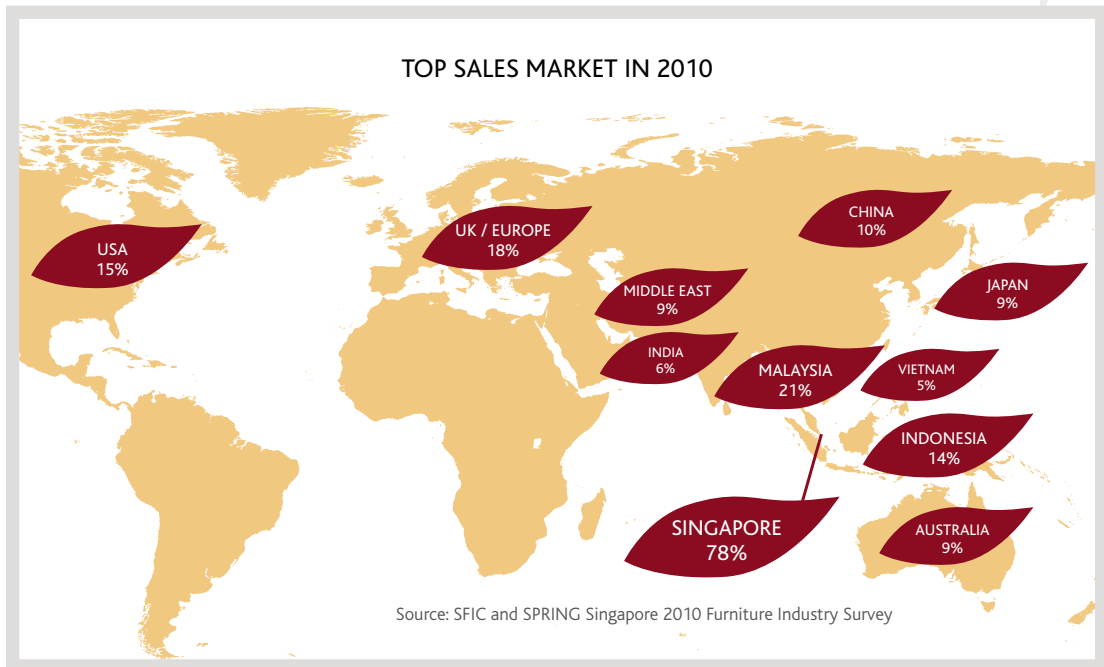 TOP SALES MARKET IN 2010
CHINA
10%
UK / EUROPE
18%
USA
15%
JAPAN
9%
MIDDLE EAST
9%
INDIA
6%
MALAYSIA
21%
VIETNAM
5%
INDONESIA
14%
SINGAPORE
78%
AUSTRALIA
9%
Source: SFIC and SPRING Singapore 2010 Furniture Industry Survey